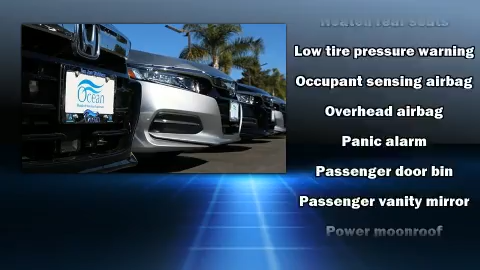 Heated rear seats
Low tire pressure warning
Occupant sensing airbag
Overhead airbag
Panic alarm
Passenger door bin
Passenger vanity mirror
Power moonroof
Ocean